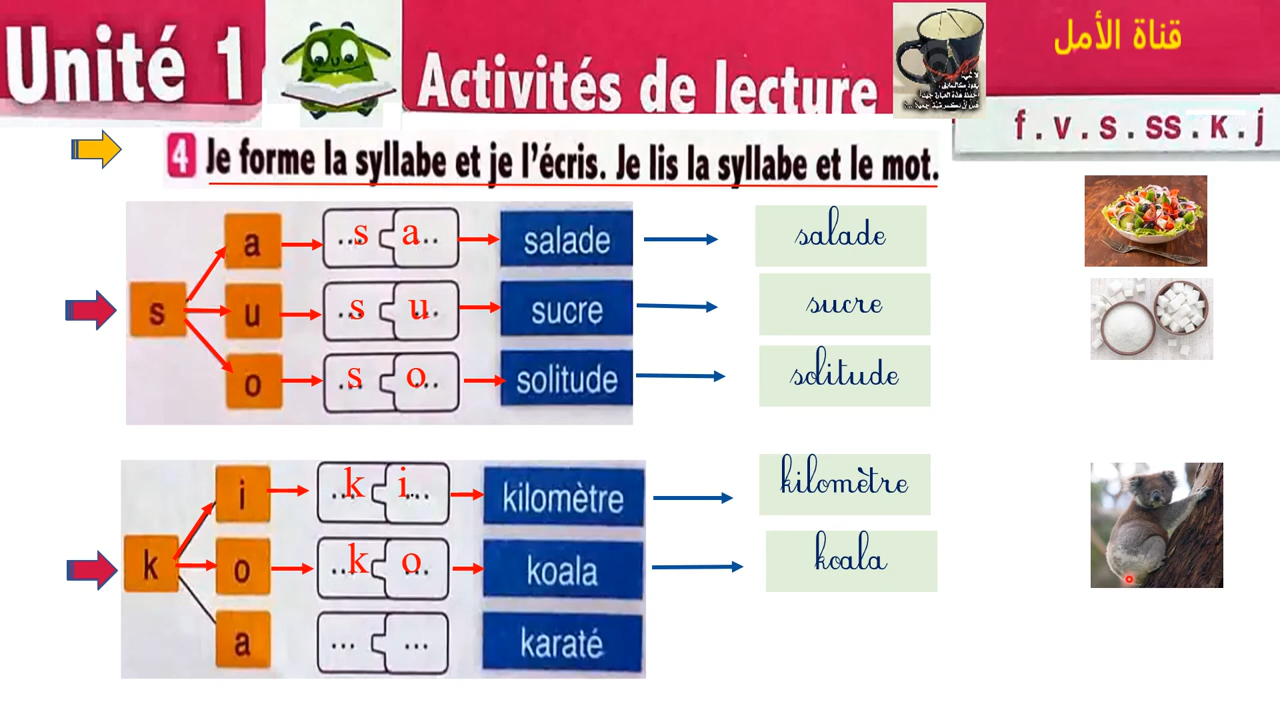 Unité 1
Activités de lecture
قناة الأمل
f . v . s . ss . k . j
4 Je forme la syllabe et je l'écris. Je lis la syllabe et le mot.
s
a ...s a... salade salade
u ...s u... sucre sucre
o ...s o... solitude solitude
k
i ...k i... kilomètre kilomètre
o ...k o... koala koala
a ... ... karaté